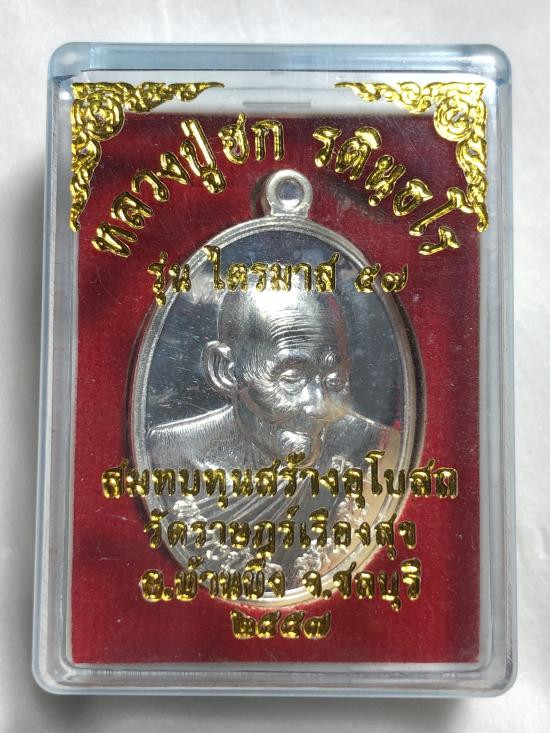 หลวงปู่ฮก รตินฺธโร
รุ่น ไตรมาส ๕๗
สมทบทุนสร้างอุโบสถ
วัดราษฎร์เรืองสุข
อ.บ้านบึง จ.ชลบุรี
๒๕๕๗